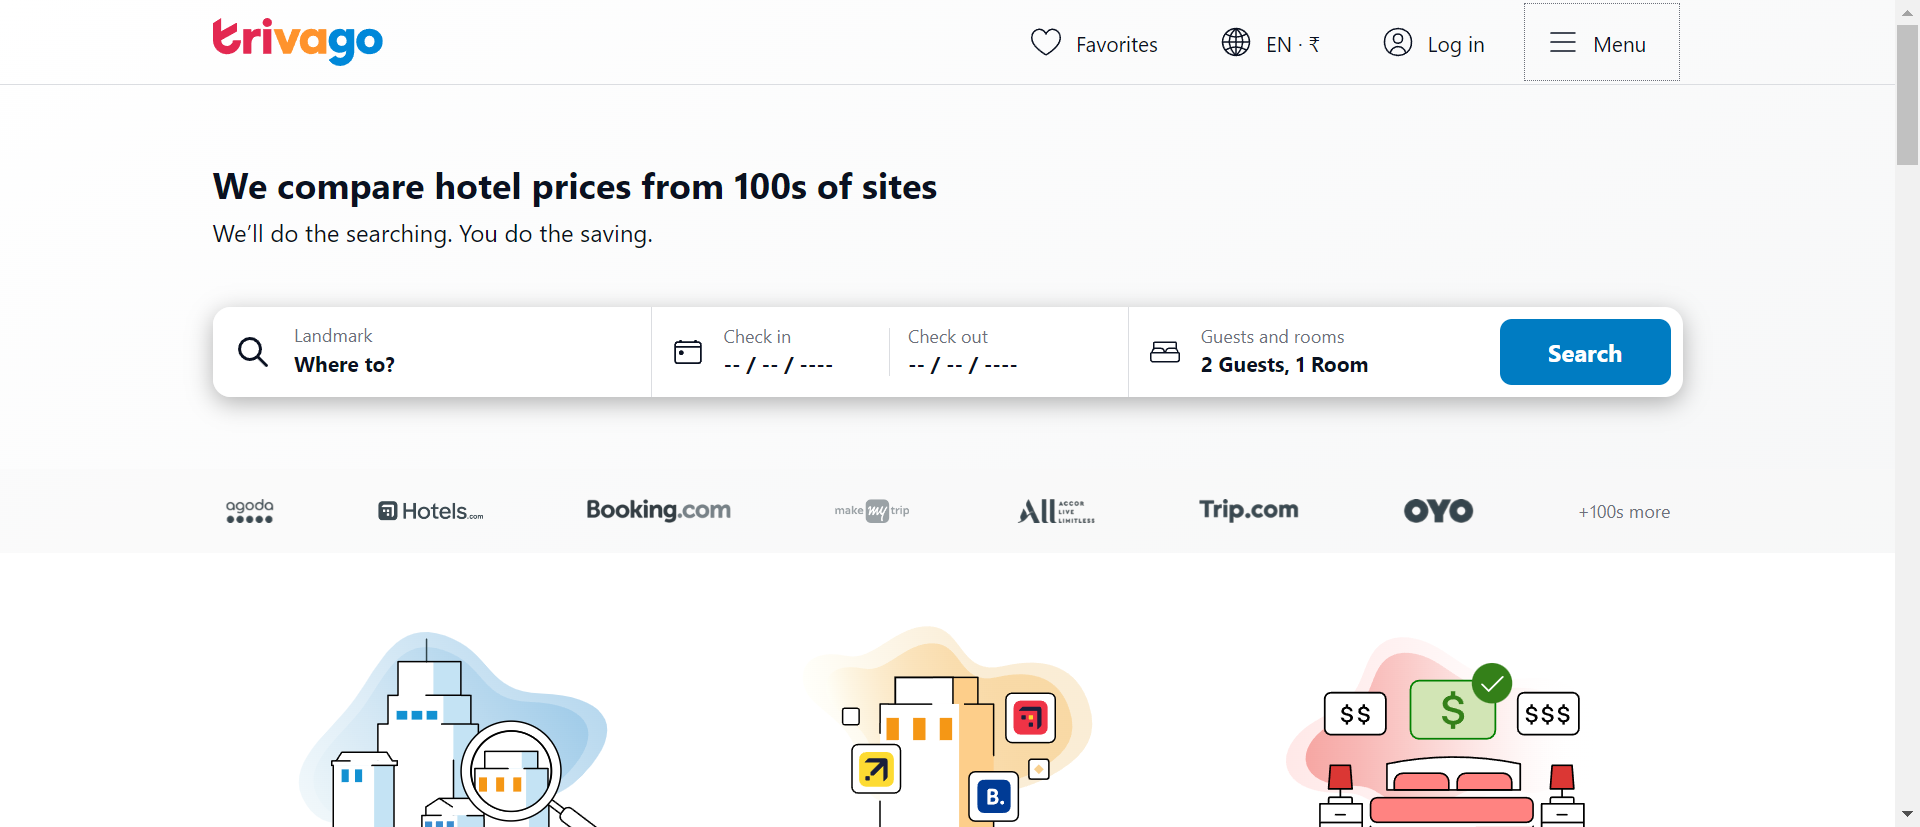 trivago
Favorites
EN · ₹
Log in
Menu
We compare hotel prices from 100s of sites
We’ll do the searching. You do the saving.
Landmark
Where to?
Check in
-- / -- / ----
Check out
-- / -- / ----
Guests and rooms
2 Guests, 1 Room
Search
agoda
Hotels.com
Booking.com
make my trip
ALL ACCOR LIVE LIMITLESS
Trip.com
OYO
+100s more
$$
$
$$$
B.